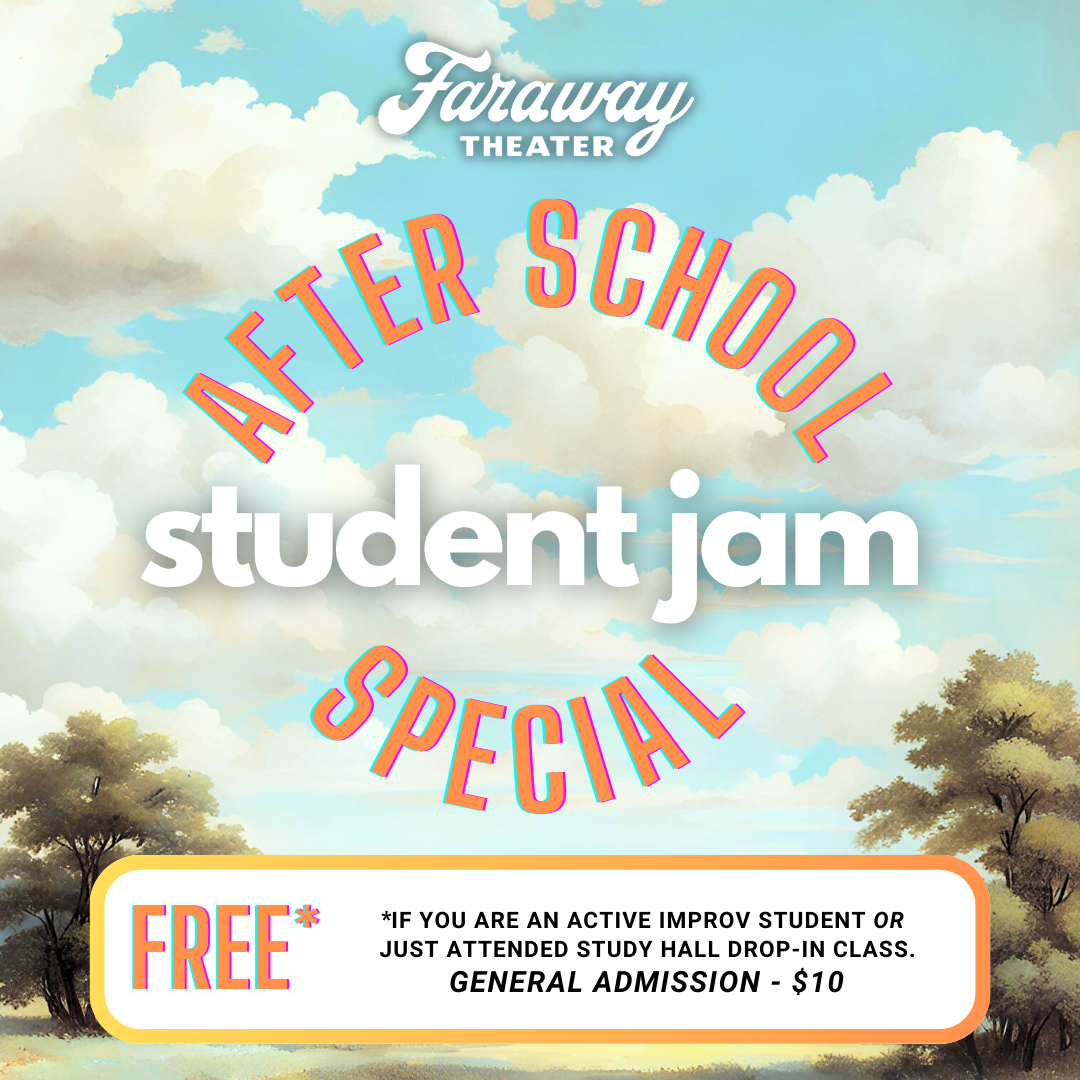 Faraway
THEATER
AFTER SCHOOL
student jam
SPECIAL
FREE*
*IF YOU ARE AN ACTIVE IMPROV STUDENT OR
JUST ATTENDED STUDY HALL DROP-IN CLASS.
GENERAL ADMISSION - $10